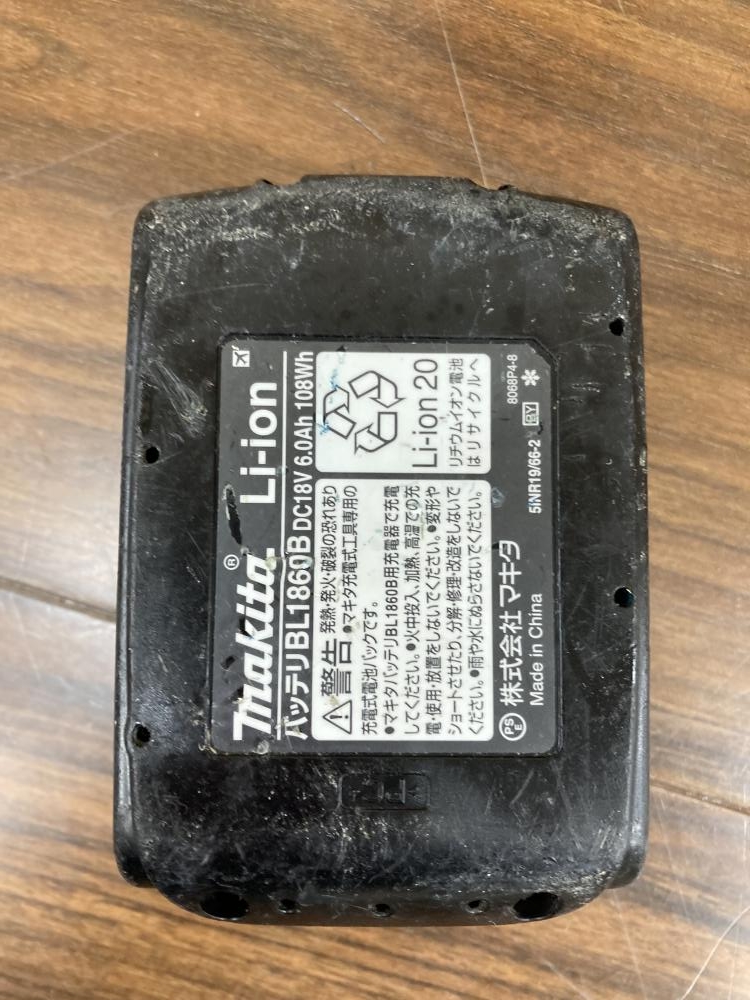 makita® Li-ion
バッテリBL1860B DC18V 6.0Ah 108Wh
警告 発熱・発火・破裂の恐れあり
●マキタ充電式工具専用の
充電式電池パックです。
●マキタバッテリBL1860B用充電器で充電
してください。●火中投入、加熱、高温での充
電・使用・放置をしないでください。●変形や
ショートさせたり、分解・修理・改造をしないで
ください。●雨や水にぬらさないでください。
Li-ion 20
リチウムイオン電池
はリサイクルへ
PSE 株式会社マキタ
Made in China
5INR19/66-2 BY
8068P4-8